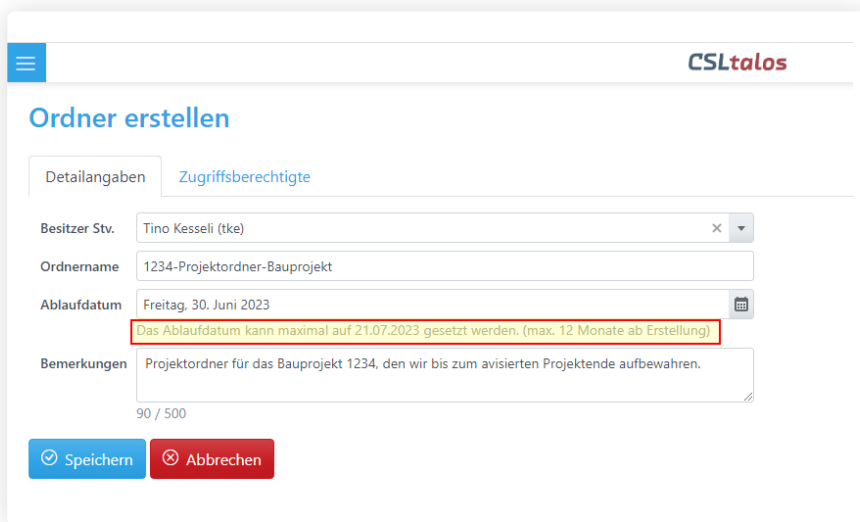 CSLtalos
Ordner erstellen
Detailangaben
Zugriffsberechtigte
Besitzer Stv.
Tino Kesseli (tke)
Ordnername
1234-Projektordner-Bauprojekt
Ablaufdatum
Freitag, 30. Juni 2023
Das Ablaufdatum kann maximal auf 21.07.2023 gesetzt werden. (max. 12 Monate ab Erstellung)
Bemerkungen
Projektordner für das Bauprojekt 1234, den wir bis zum avisierten Projektende aufbewahren.
90 / 500
Speichern
Abbrechen